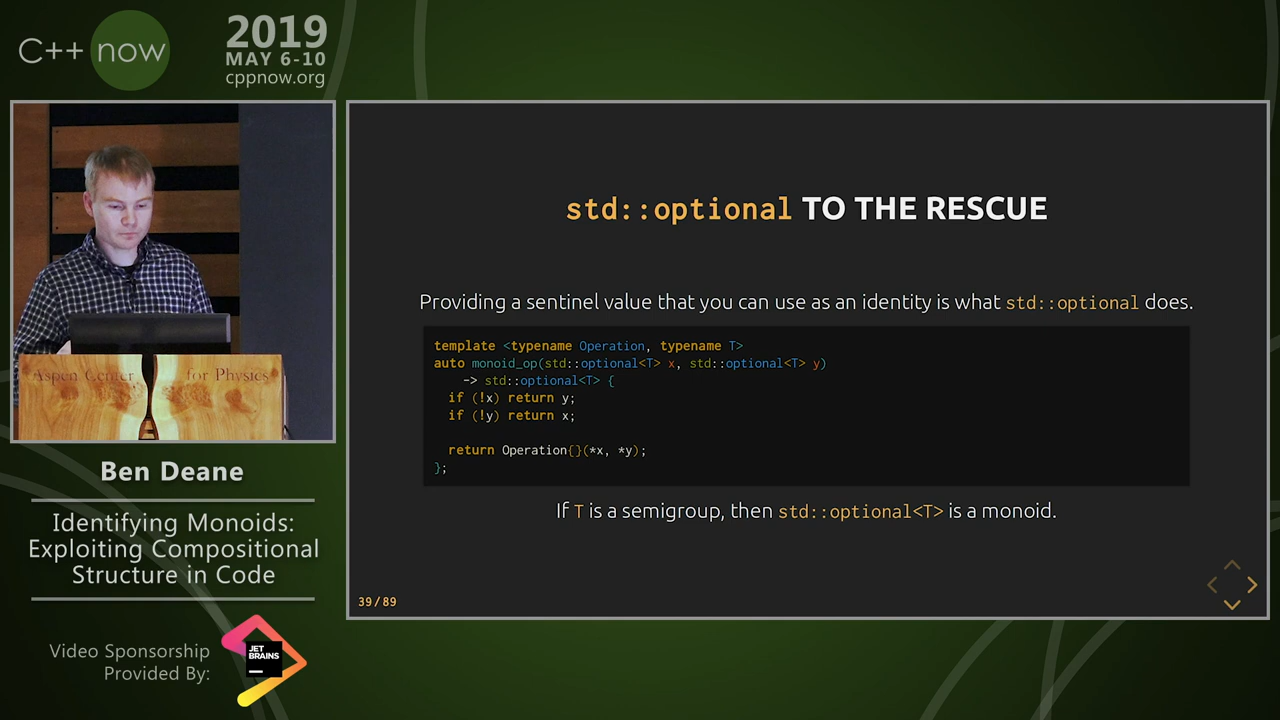 C++ now
2019
MAY 6-10
cppnow.org
Aspen Center for Physics
Ben Deane
Identifying Monoids:
Exploiting Compositional
Structure in Code
Video Sponsorship
Provided By:
JET
BRAINS
std::optional TO THE RESCUE
Providing a sentinel value that you can use as an identity is what std::optional does.
template <typename Operation, typename T>
auto monoid_op(std::optional<T> x, std::optional<T> y)
    -> std::optional<T> {
  if (!x) return y;
  if (!y) return x;
  return Operation{}(*x, *y);
};
If T is a semigroup, then std::optional<T> is a monoid.
39/89